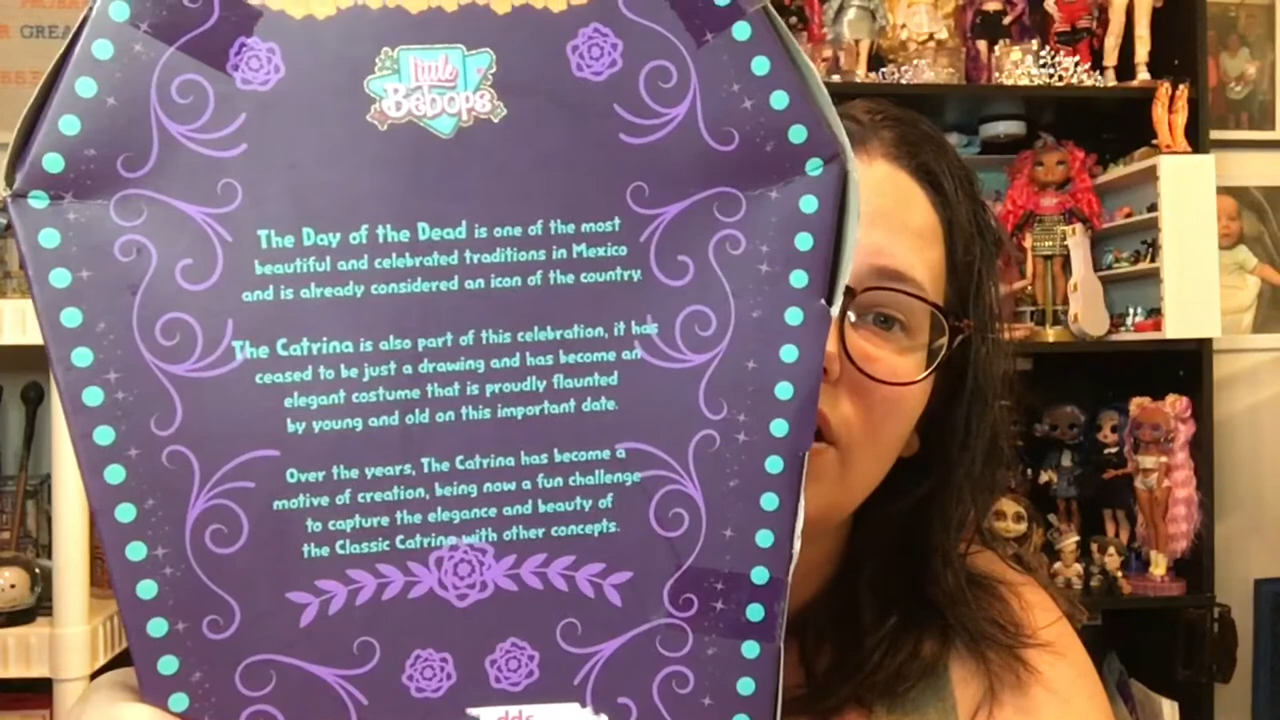 GREA
little
Bebops
The Day of the Dead is one of the most
beautiful and celebrated traditions in Mexico
and is already considered an icon of the country.
The Catrina is also part of this celebration, it has
ceased to be just a drawing and has become an
elegant costume that is proudly flaunted
by young and old on this important date.
Over the years, The Catrina has become a
motive of creation, being now a fun challenge
to capture the elegance and beauty of
the Classic Catrina with other concepts.